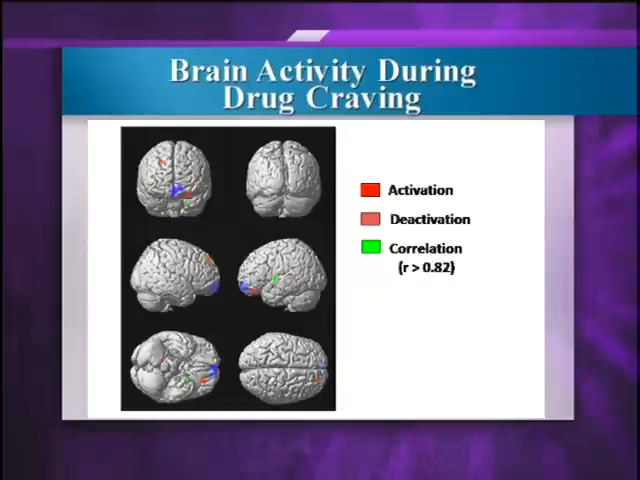 Brain Activity During
Drug Craving
Activation
Deactivation
Correlation
(r > 0.82)